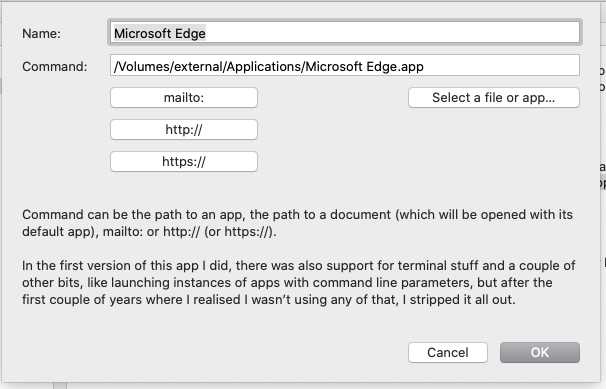 Name: Microsoft Edge
Command: /Volumes/external/Applications/Microsoft Edge.app
mailto: Select a file or app...
http://
https://
Command can be the path to an app, the path to a document (which will be opened with its
default app), mailto: or http:// (or https://).
In the first version of this app I did, there was also support for terminal stuff and a couple of
other bits, like launching instances of apps with command line parameters, but after the
first couple of years where I realised I wasn't using any of that, I stripped it all out.
Cancel OK